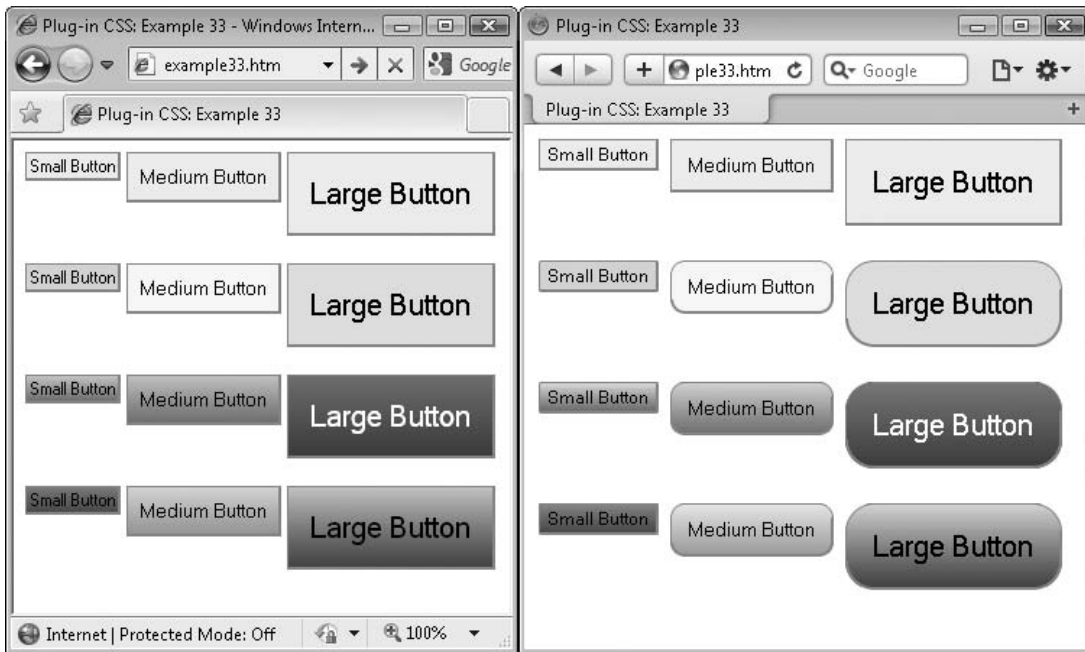 Plug-in CSS: Example 33 - Windows Intern...
example33.htm
Google
Plug-in CSS: Example 33
Small Button
Medium Button
Large Button
Small Button
Medium Button
Large Button
Small Button
Medium Button
Large Button
Small Button
Medium Button
Large Button
Internet | Protected Mode: Off
100%
Plug-in CSS: Example 33
ple33.htm
Google
Plug-in CSS: Example 33
Small Button
Medium Button
Large Button
Small Button
Medium Button
Large Button
Small Button
Medium Button
Large Button
Small Button
Medium Button
Large Button